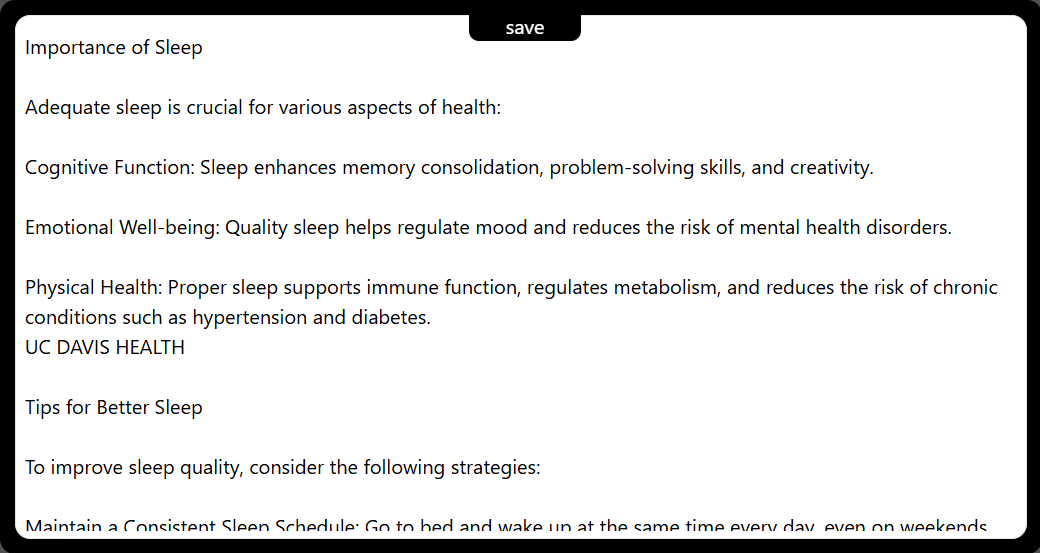 save
Importance of Sleep
Adequate sleep is crucial for various aspects of health:
Cognitive Function: Sleep enhances memory consolidation, problem-solving skills, and creativity.
Emotional Well-being: Quality sleep helps regulate mood and reduces the risk of mental health disorders.
Physical Health: Proper sleep supports immune function, regulates metabolism, and reduces the risk of chronic
conditions such as hypertension and diabetes.
UC DAVIS HEALTH
Tips for Better Sleep
To improve sleep quality, consider the following strategies:
Maintain a Consistent Sleep Schedule: Go to bed and wake up at the same time every day, even on weekends.